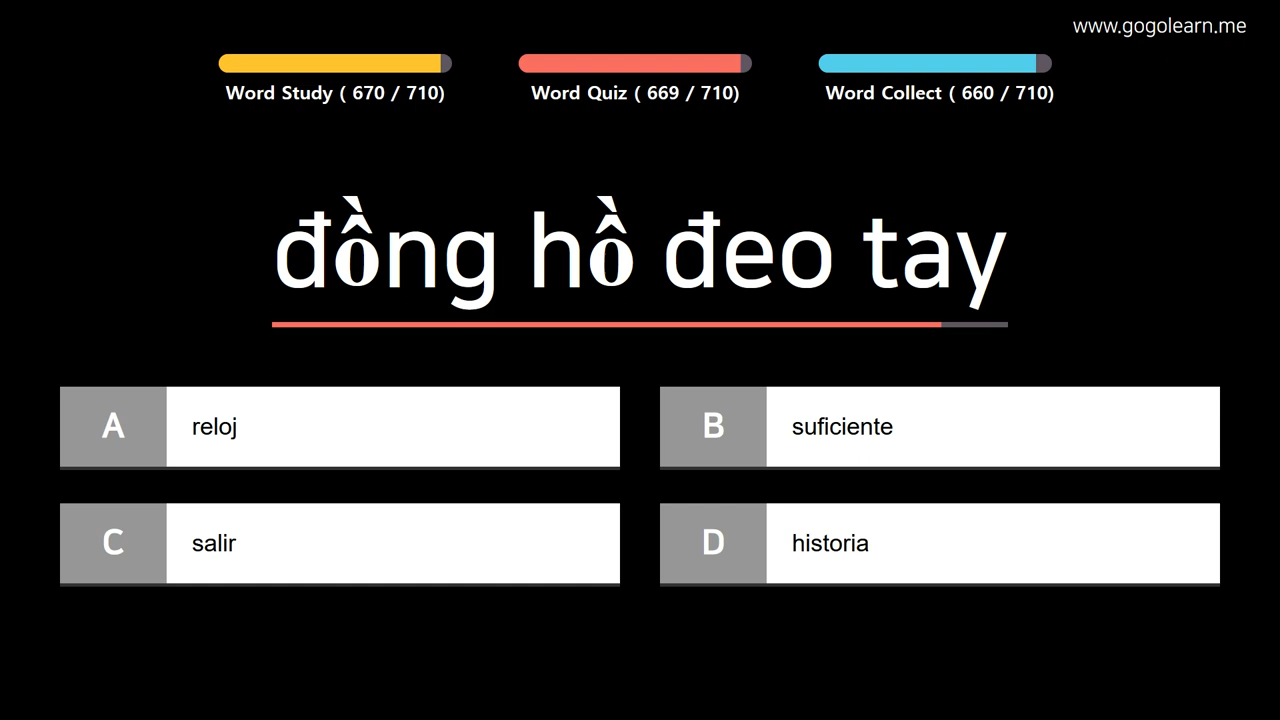 www.gogolearn.me
Word Study ( 670 / 710)
Word Quiz ( 669 / 710)
Word Collect ( 660 / 710)
đồng hồ đeo tay
A reloj
B suficiente
C salir
D historia